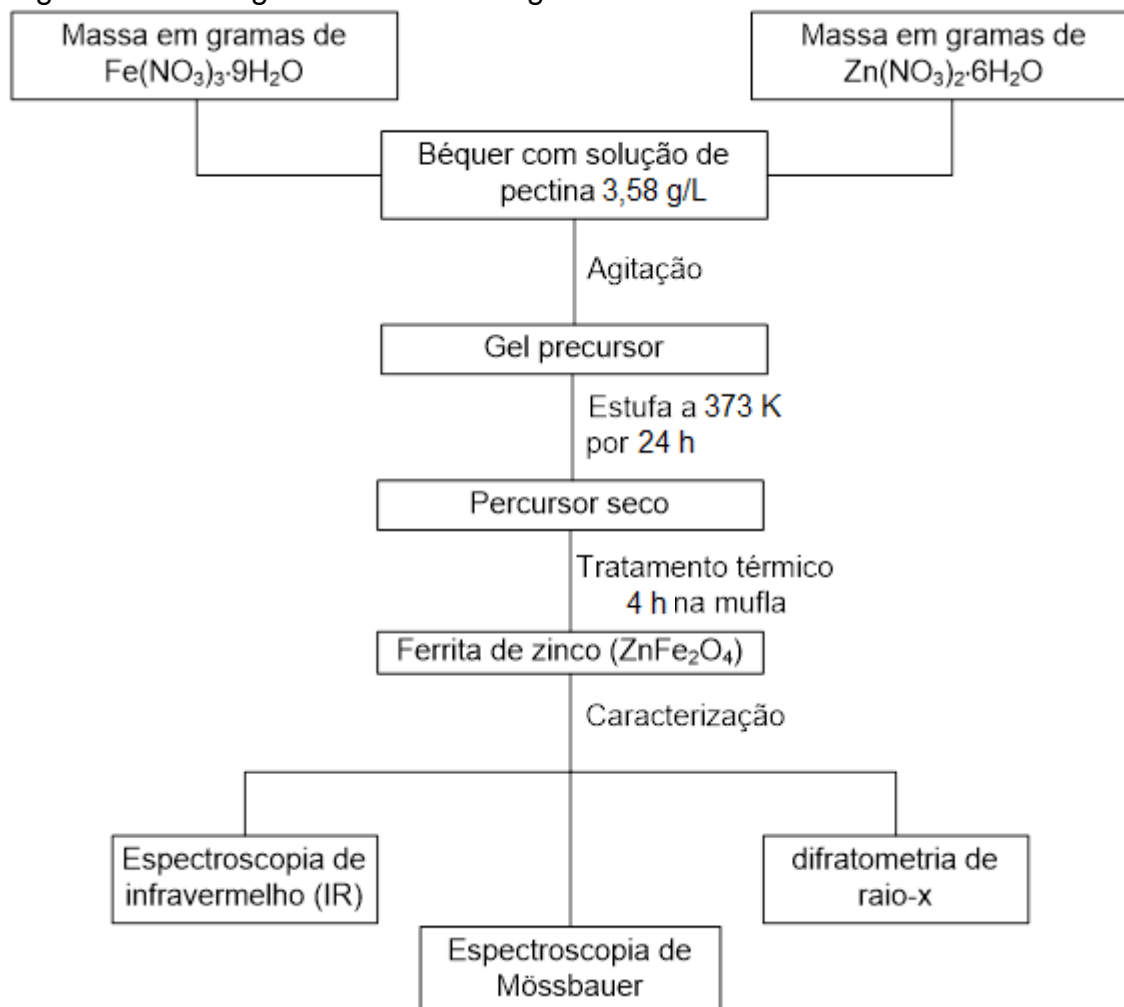 Massa em gramas de
Fe(NO₃)₃·9H₂O
Massa em gramas de
Zn(NO₃)₂·6H₂O
Béquer com solução de
pectina 3,58 g/L
Agitação
Gel precursor
Estufa a 373 K
por 24 h
Percursor seco
Tratamento térmico
4 h na mufla
Ferrita de zinco (ZnFe₂O₄)
Caracterização
Espectroscopia de
infravermelho (IR)
difratometria de
raio-x
Espectroscopia de
Mössbauer